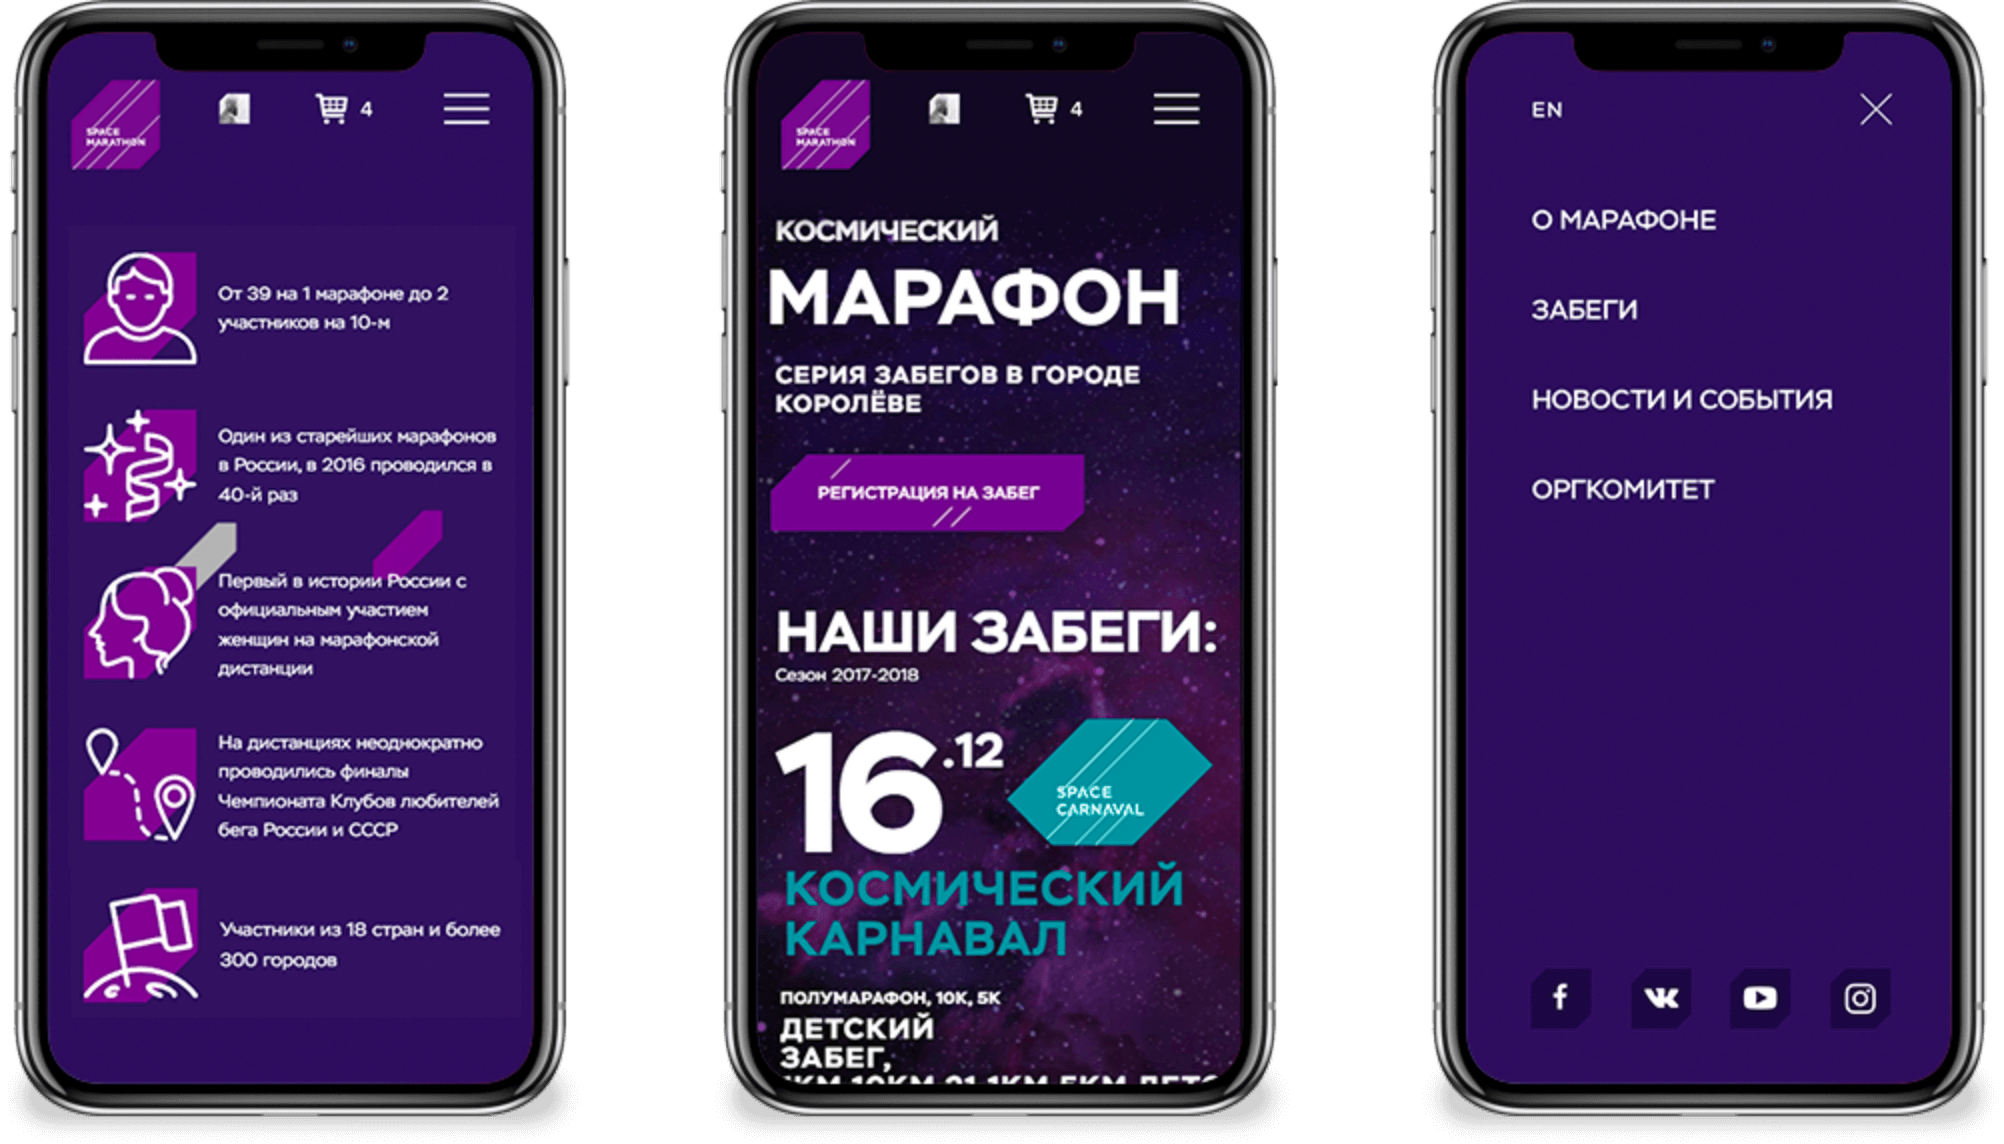 SPACE
MARATHON
4
От 39 на 1 марафоне до 2
участников на 10-м
Один из старейших марафонов
в России, в 2016 проводился в
40-й раз
Первый в истории России с
официальным участием
женщин на марафонской
дистанции
На дистанциях неоднократно
проводились финалы
Чемпионата Клубов любителей
бега России и СССР
Участники из 18 стран и более
300 городов
SPACE
MARATHON
4
КОСМИЧЕСКИЙ
МАРАФОН
СЕРИЯ ЗАБЕГОВ В ГОРОДЕ
КОРОЛЁВЕ
РЕГИСТРАЦИЯ НА ЗАБЕГ
НАШИ ЗАБЕГИ:
Сезон 2017-2018
16.12
SPACE
CARNAVAL
КОСМИЧЕСКИЙ
КАРНАВАЛ
ПОЛУМАРАФОН, 10К, 5К
ДЕТСКИЙ
ЗАБЕГ,
EN
О МАРАФОНЕ
ЗАБЕГИ
НОВОСТИ И СОБЫТИЯ
ОРГКОМИТЕТ